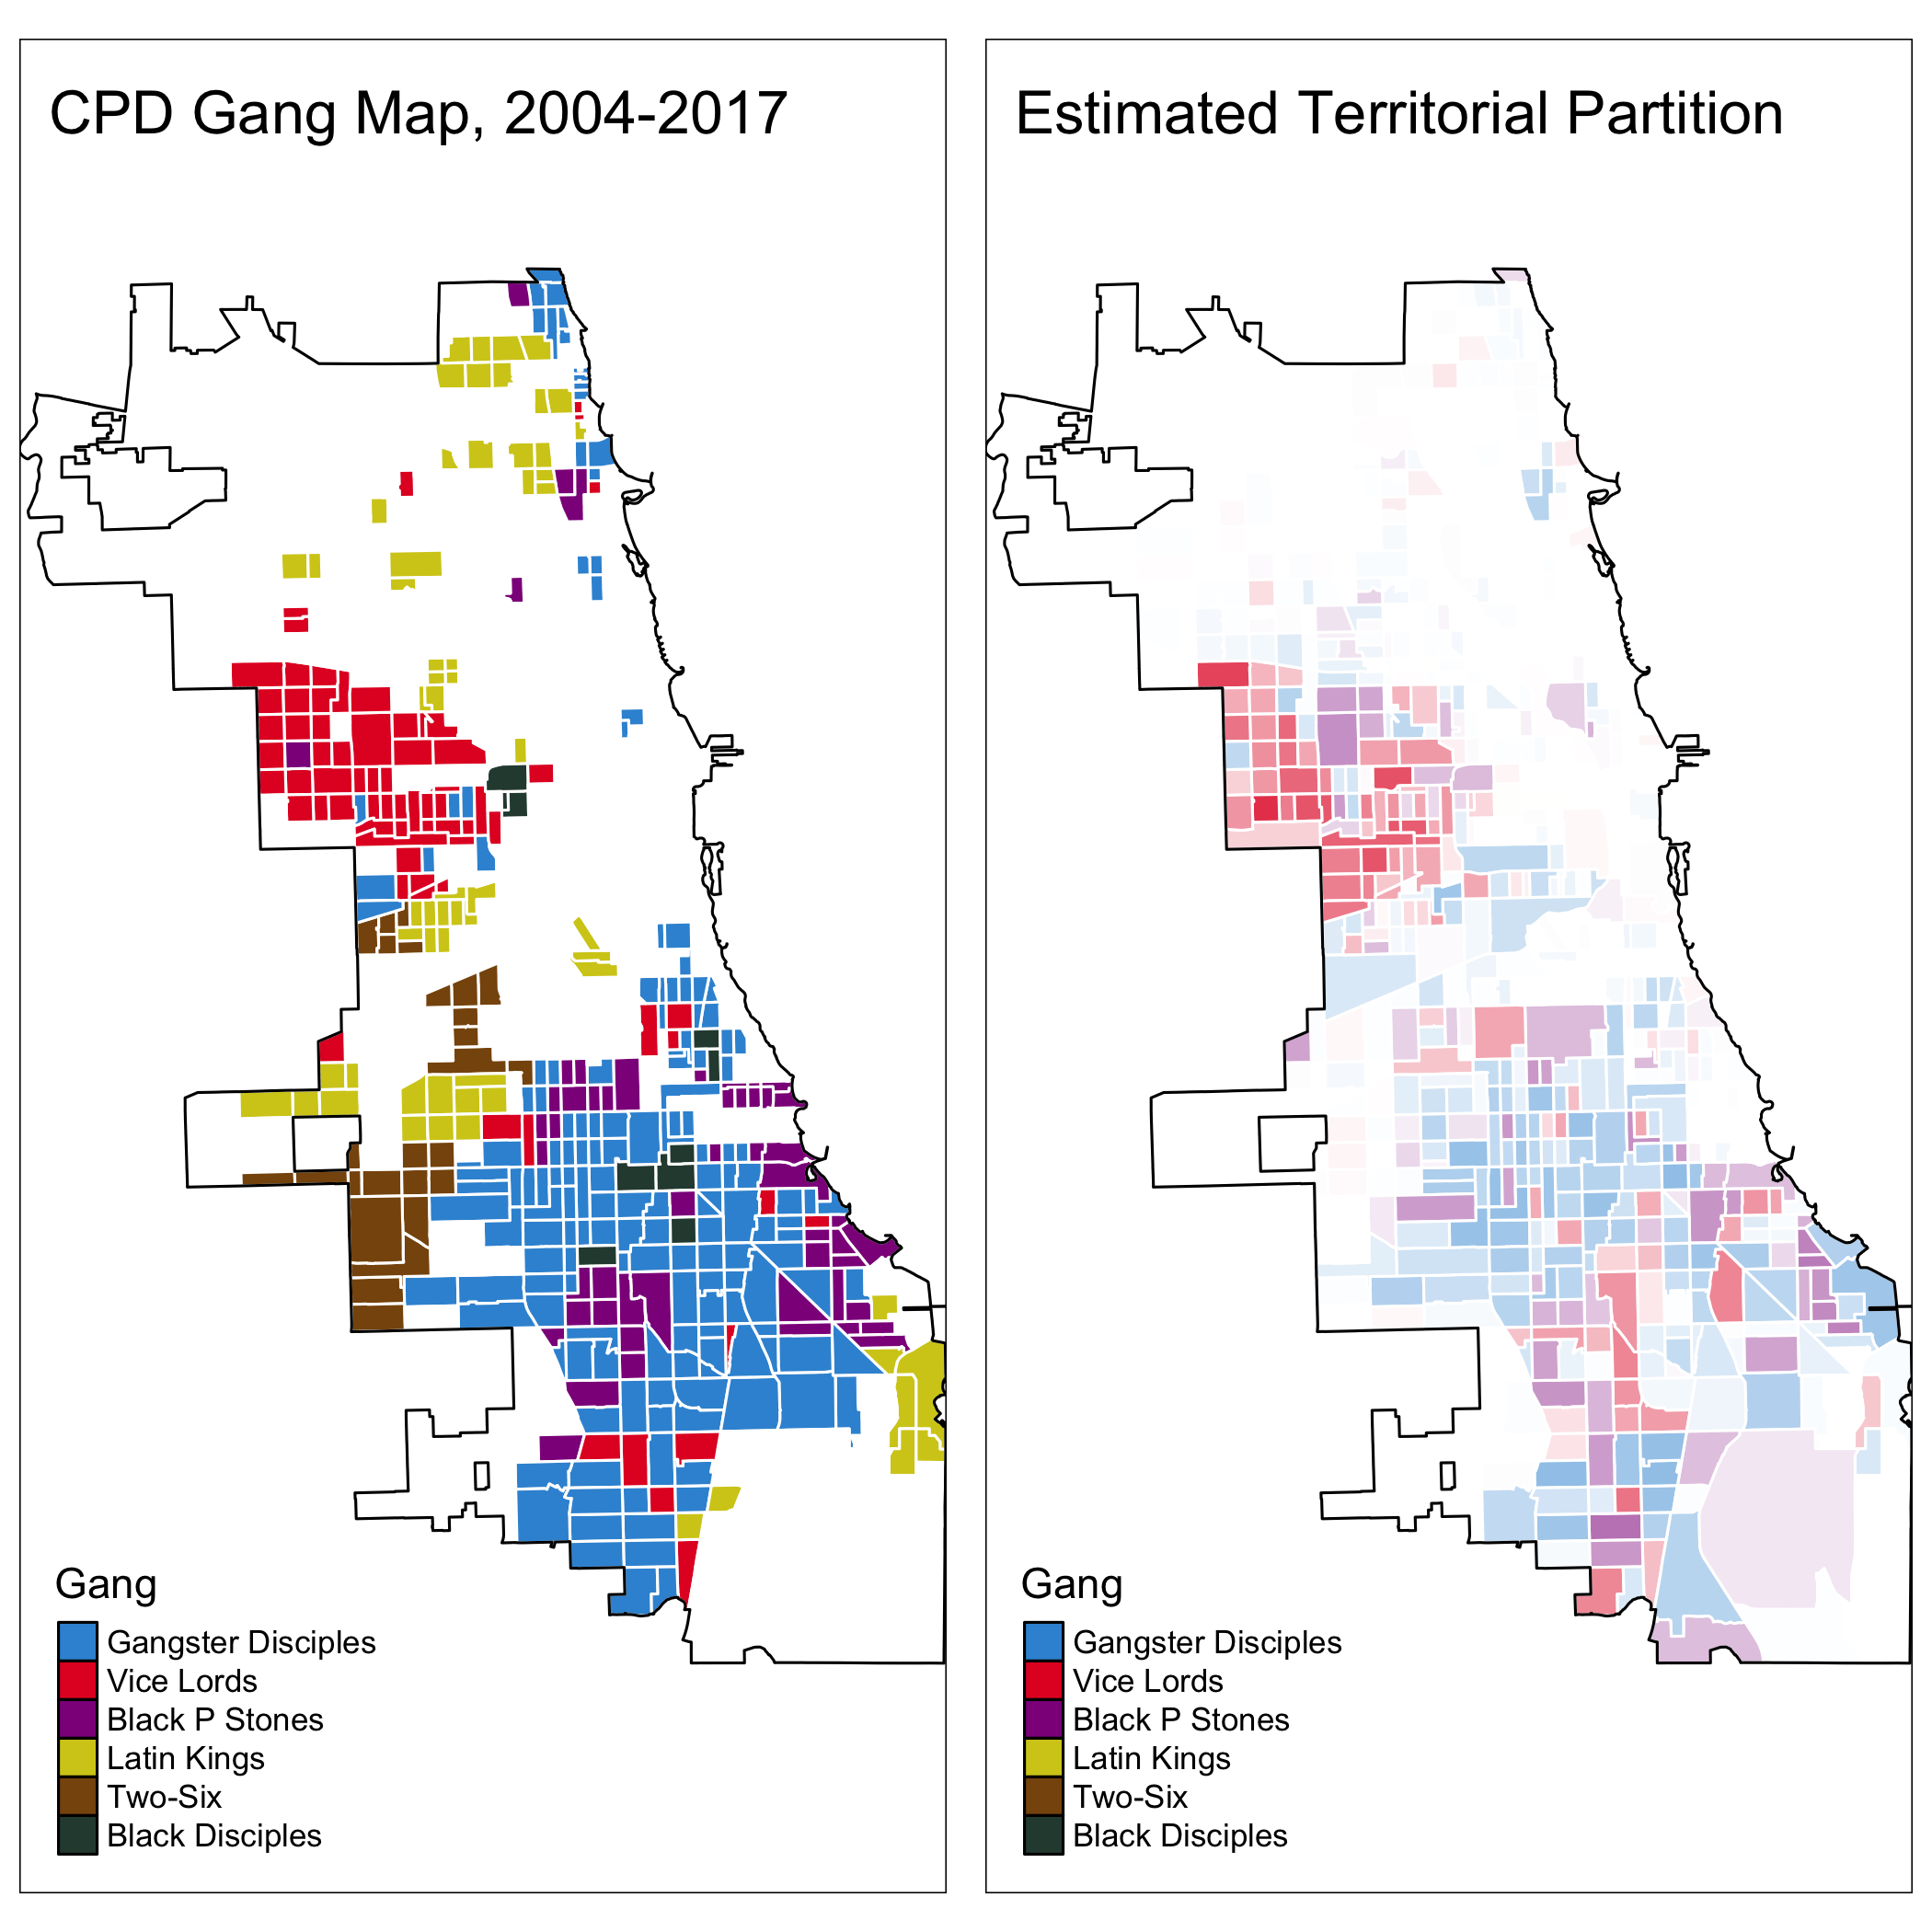 CPD Gang Map, 2004-2017
Gang
Gangster Disciples
Vice Lords
Black P Stones
Latin Kings
Two-Six
Black Disciples
Estimated Territorial Partition
Gang
Gangster Disciples
Vice Lords
Black P Stones
Latin Kings
Two-Six
Black Disciples